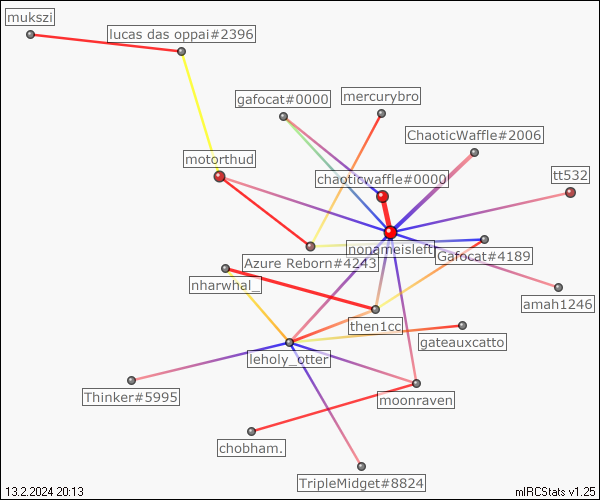 mukszi
lucas das oppai#2396
gafocat#0000
mercurybro
ChaoticWaffle#2006
motorthud
chaoticwaffle#0000
tt532
nonameisleft
Azure Reborn#4243
Gafocat#4189
nharwhal_
amah1246
then1cc
gateauxcatto
leholy_otter
Thinker#5995
moonraven
chobham.
TripleMidget#8824
13.2.2024 20:13
mIRCStats v1.25